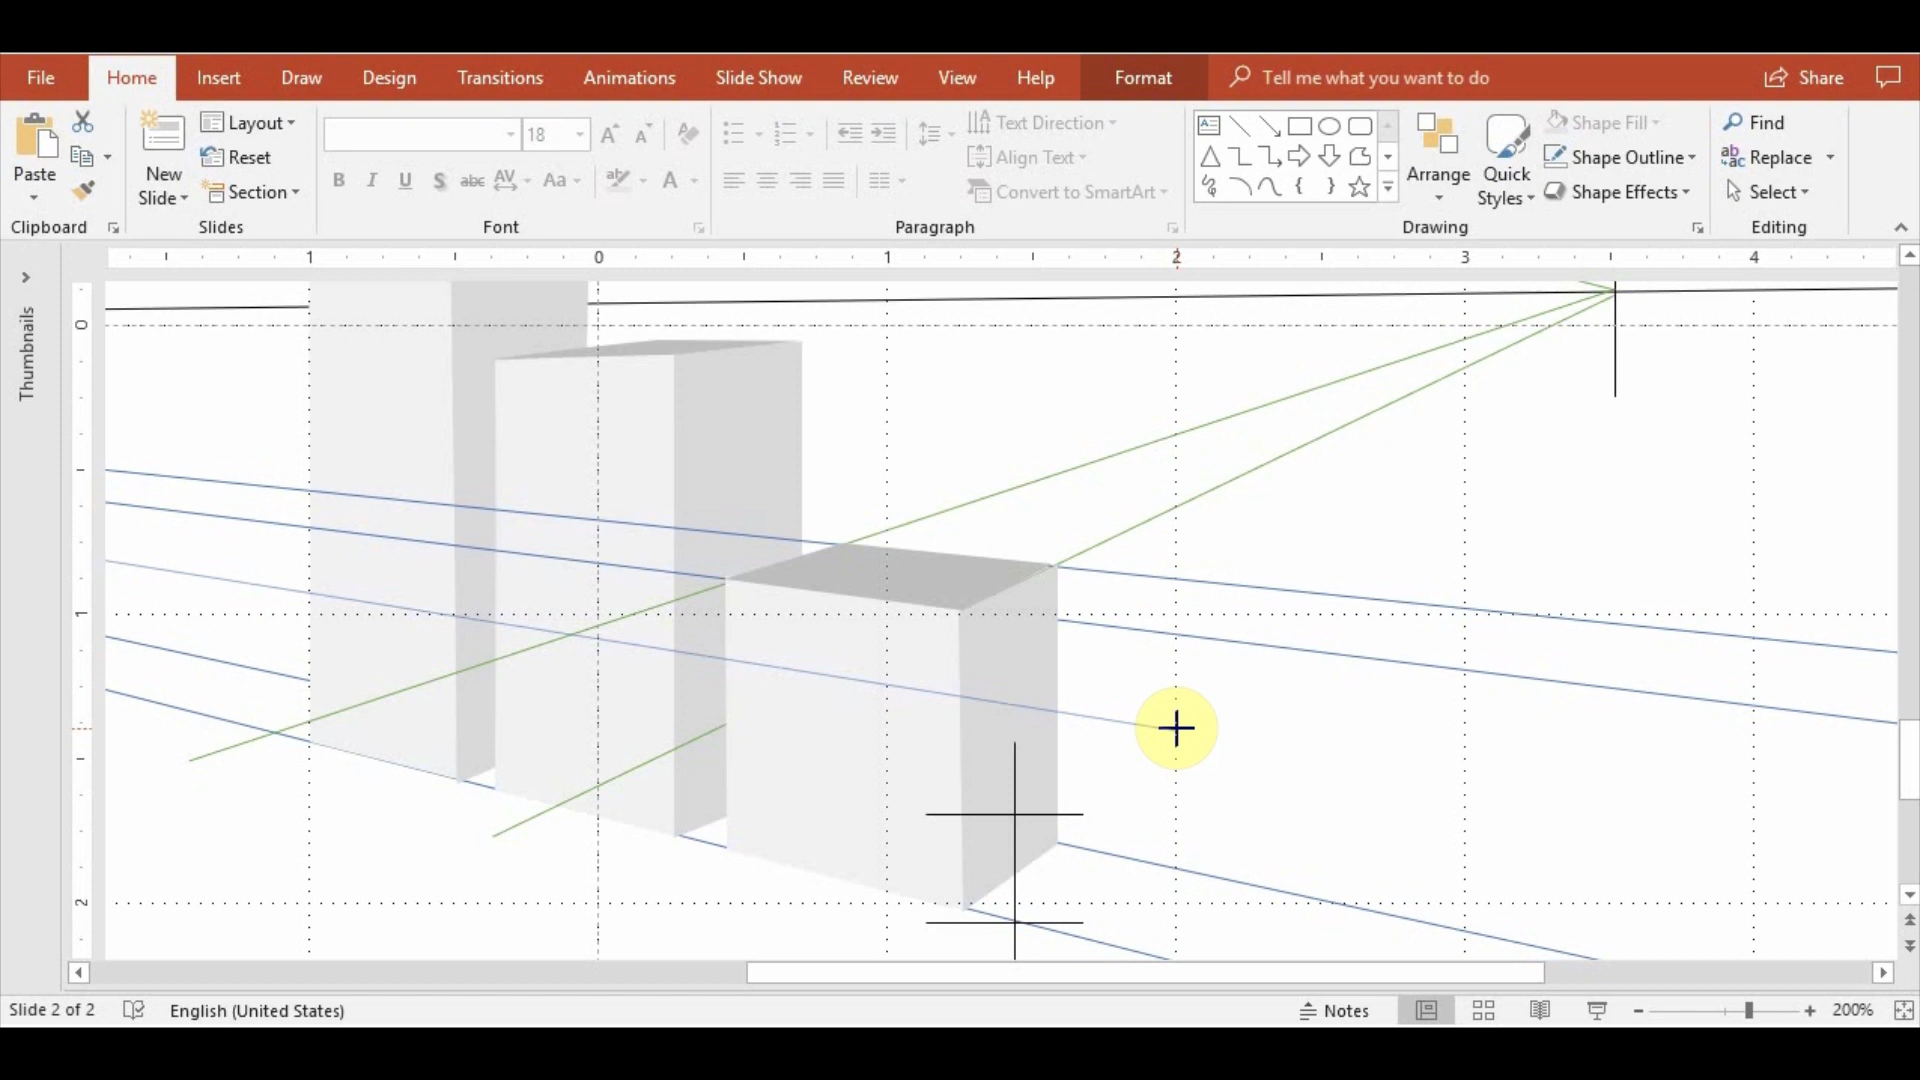 File Home Insert Draw Design Transitions Animations Slide Show Review View Help Format Tell me what you want to do Share
Paste
New Slide
Layout
Reset
Section
18
B I U S abc AV Aa A
Text Direction
Align Text
Convert to SmartArt
Arrange
Quick Styles
Shape Fill
Shape Outline
Shape Effects
Find
Replace
Select
Clipboard Slides Font Paragraph Drawing Editing
1 0 1 2 3 4
Thumbnails
0
1
2
Slide 2 of 2 English (United States) Notes 200%